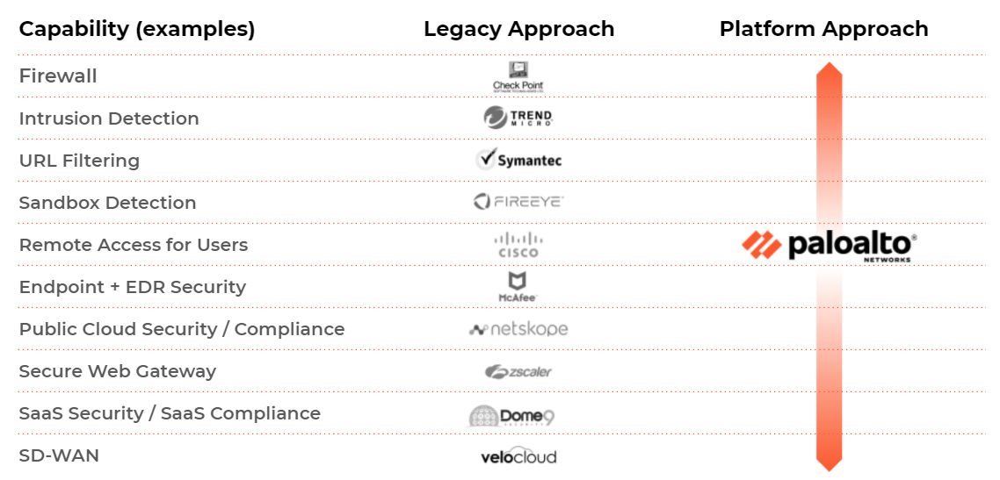 Capability (examples) Legacy Approach Platform Approach
Firewall Check Point
SOFTWARE TECHNOLOGIES LTD.
Intrusion Detection TREND
MICRO
URL Filtering Symantec
Sandbox Detection FIREEYE
Remote Access for Users CISCO
paloalto®
NETWORKS
Endpoint + EDR Security McAfee
Public Cloud Security / Compliance netskope
Secure Web Gateway zscaler
SaaS Security / SaaS Compliance Dome9
SECURITY
SD-WAN velocloud